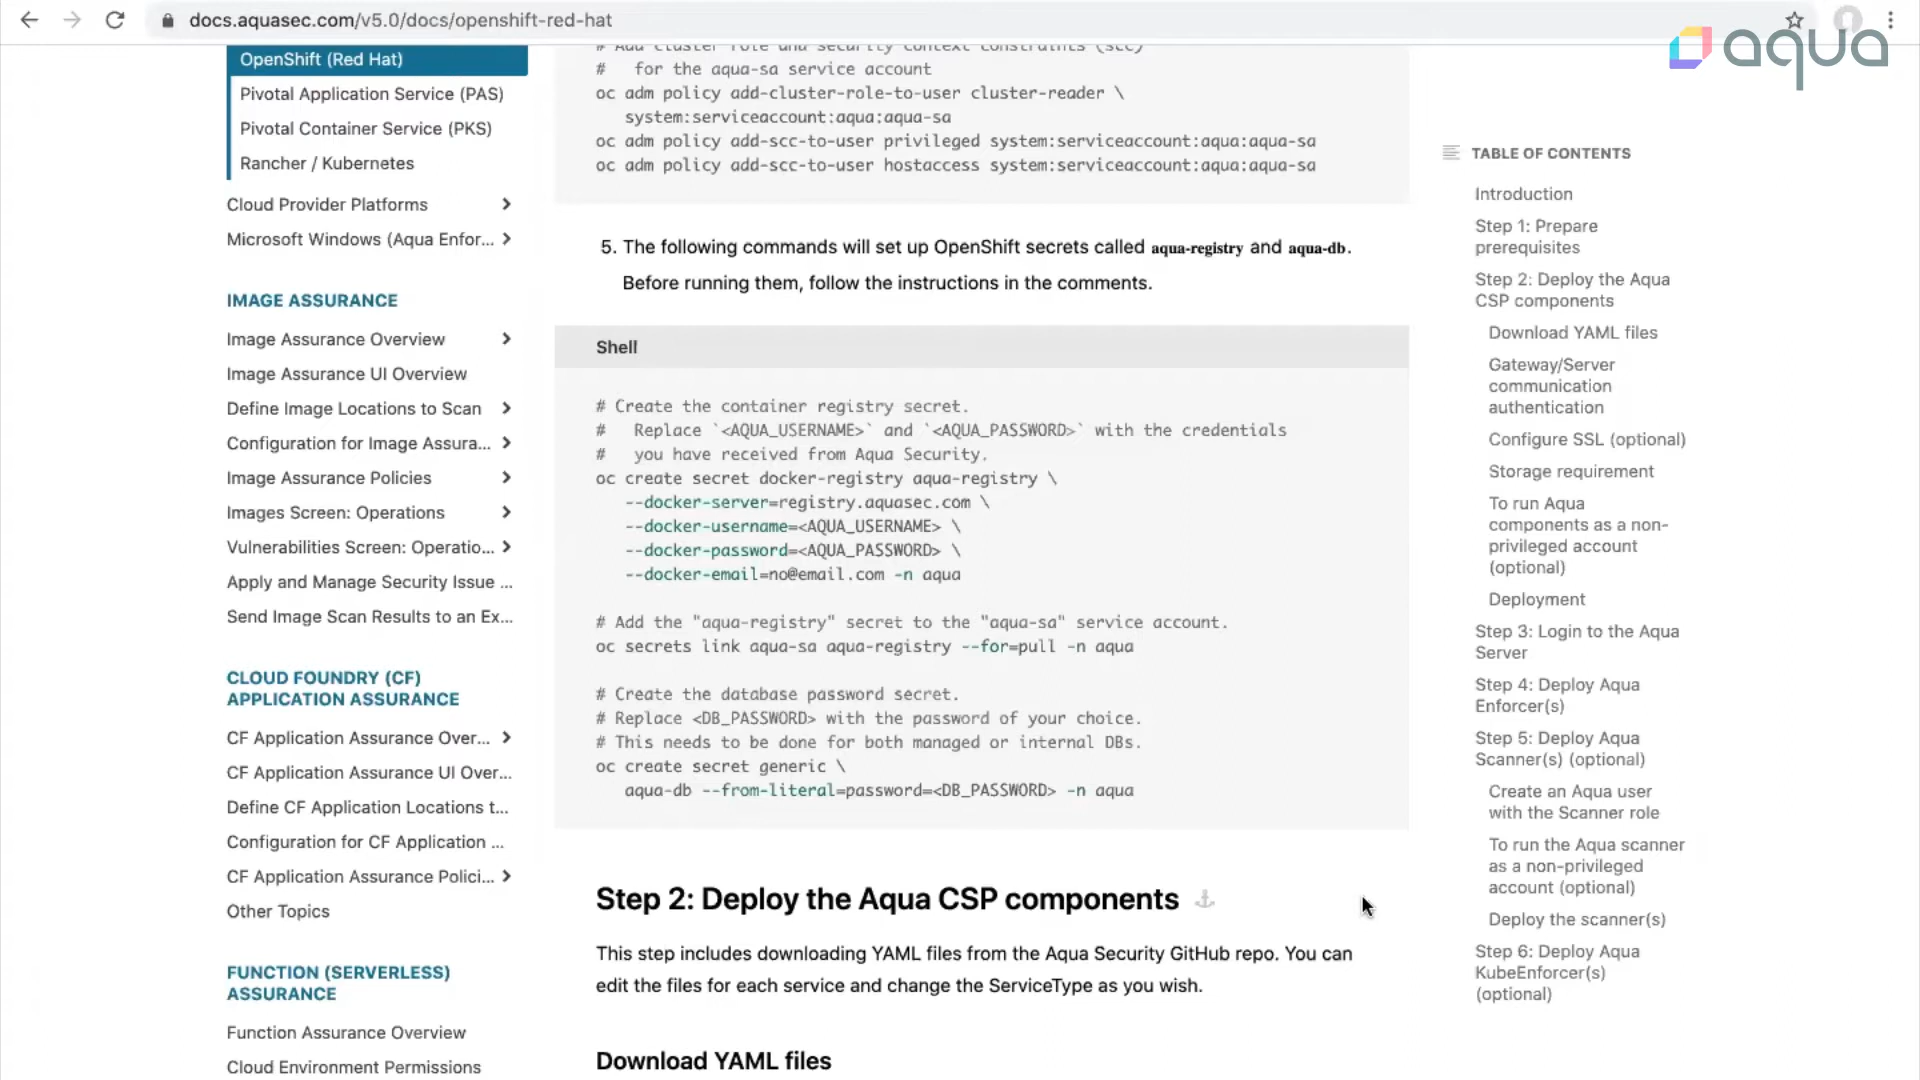 docs.aquasec.com/v5.0/docs/openshift-red-hat
aqua
OpenShift (Red Hat)
Pivotal Application Service (PAS)
Pivotal Container Service (PKS)
Rancher / Kubernetes
Cloud Provider Platforms
Microsoft Windows (Aqua Enfor...
IMAGE ASSURANCE
Image Assurance Overview
Image Assurance UI Overview
Define Image Locations to Scan
Configuration for Image Assura...
Image Assurance Policies
Images Screen: Operations
Vulnerabilities Screen: Operatio...
Apply and Manage Security Issue ...
Send Image Scan Results to an Ex...
CLOUD FOUNDRY (CF)
APPLICATION ASSURANCE
CF Application Assurance Over...
CF Application Assurance UI Over...
Define CF Application Locations t...
Configuration for CF Application ...
CF Application Assurance Polici...
Other Topics
FUNCTION (SERVERLESS)
ASSURANCE
Function Assurance Overview
Cloud Environment Permissions
# Add cluster role and security context constraints (scc)
#   for the aqua-sa service account
oc adm policy add-cluster-role-to-user cluster-reader \
   system:serviceaccount:aqua:aqua-sa
oc adm policy add-scc-to-user privileged system:serviceaccount:aqua:aqua-sa
oc adm policy add-scc-to-user hostaccess system:serviceaccount:aqua:aqua-sa
5. The following commands will set up OpenShift secrets called aqua-registry and aqua-db.
Before running them, follow the instructions in the comments.
Shell
# Create the container registry secret.
#   Replace `<AQUA_USERNAME>` and `<AQUA_PASSWORD>` with the credentials
#   you have received from Aqua Security.
oc create secret docker-registry aqua-registry \
   --docker-server=registry.aquasec.com \
   --docker-username=<AQUA_USERNAME> \
   --docker-password=<AQUA_PASSWORD> \
   --docker-email=no@email.com -n aqua
# Add the "aqua-registry" secret to the "aqua-sa" service account.
oc secrets link aqua-sa aqua-registry --for=pull -n aqua
# Create the database password secret.
# Replace <DB_PASSWORD> with the password of your choice.
# This needs to be done for both managed or internal DBs.
oc create secret generic \
   aqua-db --from-literal=password=<DB_PASSWORD> -n aqua
Step 2: Deploy the Aqua CSP components
This step includes downloading YAML files from the Aqua Security GitHub repo. You can
edit the files for each service and change the ServiceType as you wish.
Download YAML files
TABLE OF CONTENTS
Introduction
Step 1: Prepare
prerequisites
Step 2: Deploy the Aqua
CSP components
Download YAML files
Gateway/Server
communication
authentication
Configure SSL (optional)
Storage requirement
To run Aqua
components as a non-
privileged account
(optional)
Deployment
Step 3: Login to the Aqua
Server
Step 4: Deploy Aqua
Enforcer(s)
Step 5: Deploy Aqua
Scanner(s) (optional)
Create an Aqua user
with the Scanner role
To run the Aqua scanner
as a non-privileged
account (optional)
Deploy the scanner(s)
Step 6: Deploy Aqua
KubeEnforcer(s)
(optional)